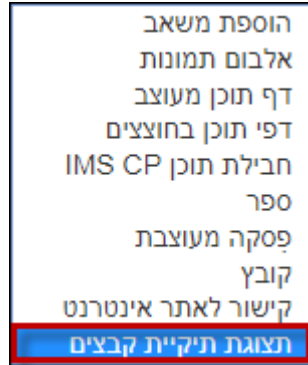 הוספת משאב
אלבום תמונות
דף תוכן מעוצב
דפי תוכן בחוצצים
חבילת תוכן IMS CP
ספר
פִסקה מעוצבת
קובץ
קישור לאתר אינטרנט
תצוגת תיקיית קבצים